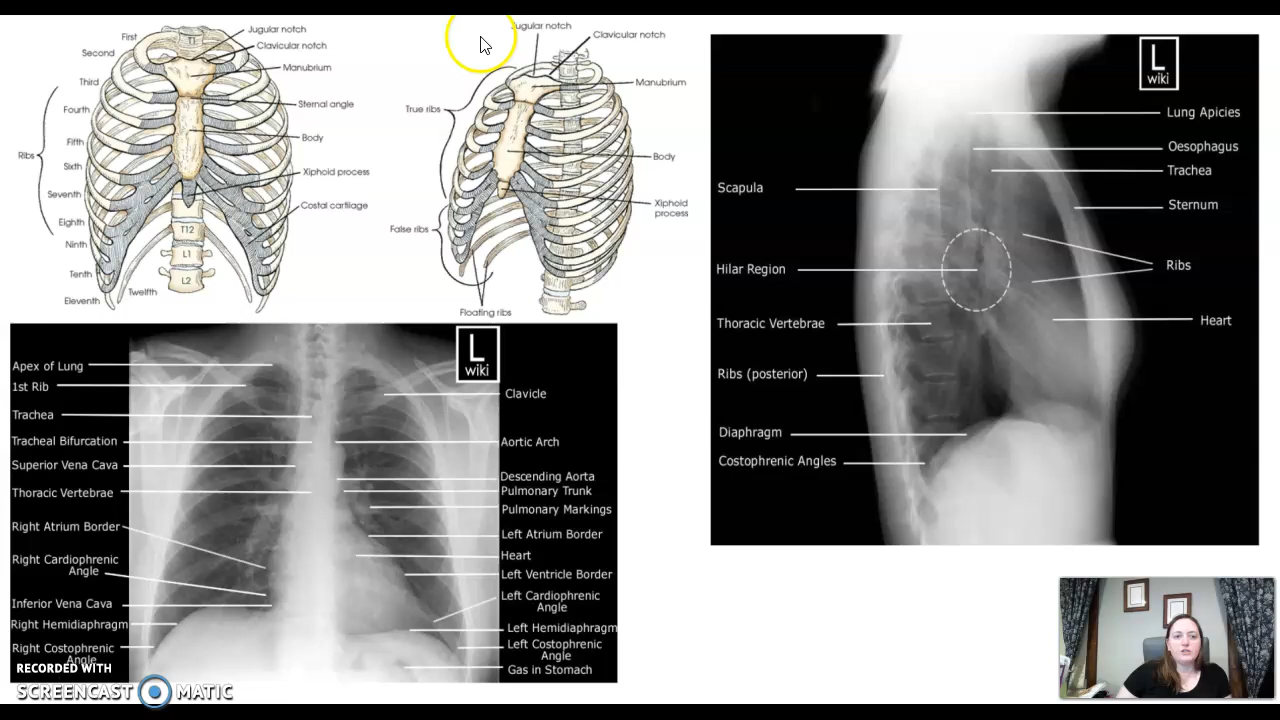 First
Second
Third
Fourth
Fifth
Sixth
Seventh
Eighth
Ninth
Tenth
Eleventh
Twelfth
Ribs
T1
T12
L1
L2
Jugular notch
Clavicular notch
Manubrium
Sternal angle
Body
Xiphoid process
Costal cartilage
Jugular notch
Clavicular notch
Manubrium
True ribs
Body
Xiphoid
process
False ribs
Floating ribs
L
wiki
Lung Apicies
Oesophagus
Trachea
Sternum
Ribs
Heart
Scapula
Hilar Region
Thoracic Vertebrae
Ribs (posterior)
Diaphragm
Costophrenic Angles
L
wiki
Apex of Lung
1st Rib
Trachea
Tracheal Bifurcation
Superior Vena Cava
Thoracic Vertebrae
Right Atrium Border
Right Cardiophrenic
Angle
Inferior Vena Cava
Right Hemidiaphragm
Right Costophrenic
Angle
Clavicle
Aortic Arch
Descending Aorta
Pulmonary Trunk
Pulmonary Markings
Left Atrium Border
Heart
Left Ventricle Border
Left Cardiophrenic
Angle
Left Hemidiaphragm
Left Costophrenic
Angle
Gas in Stomach
RECORDED WITH
SCREENCAST MATIC